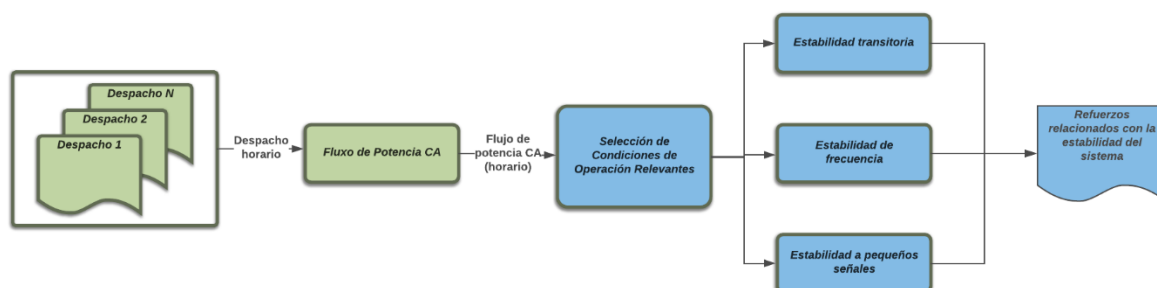 Despacho N
Despacho 2
Despacho 1
Despacho
horario
Fluxo de Potencia CA
Flujo de
potencia CA
(horario)
Selección de
Condiciones de
Operación Relevantes
Estabilidad transitoría
Estabilidad de
frecuencia
Estabilidad a pequeños
señales
Refuerzos
relacionados con la
estabilidad del
sistema